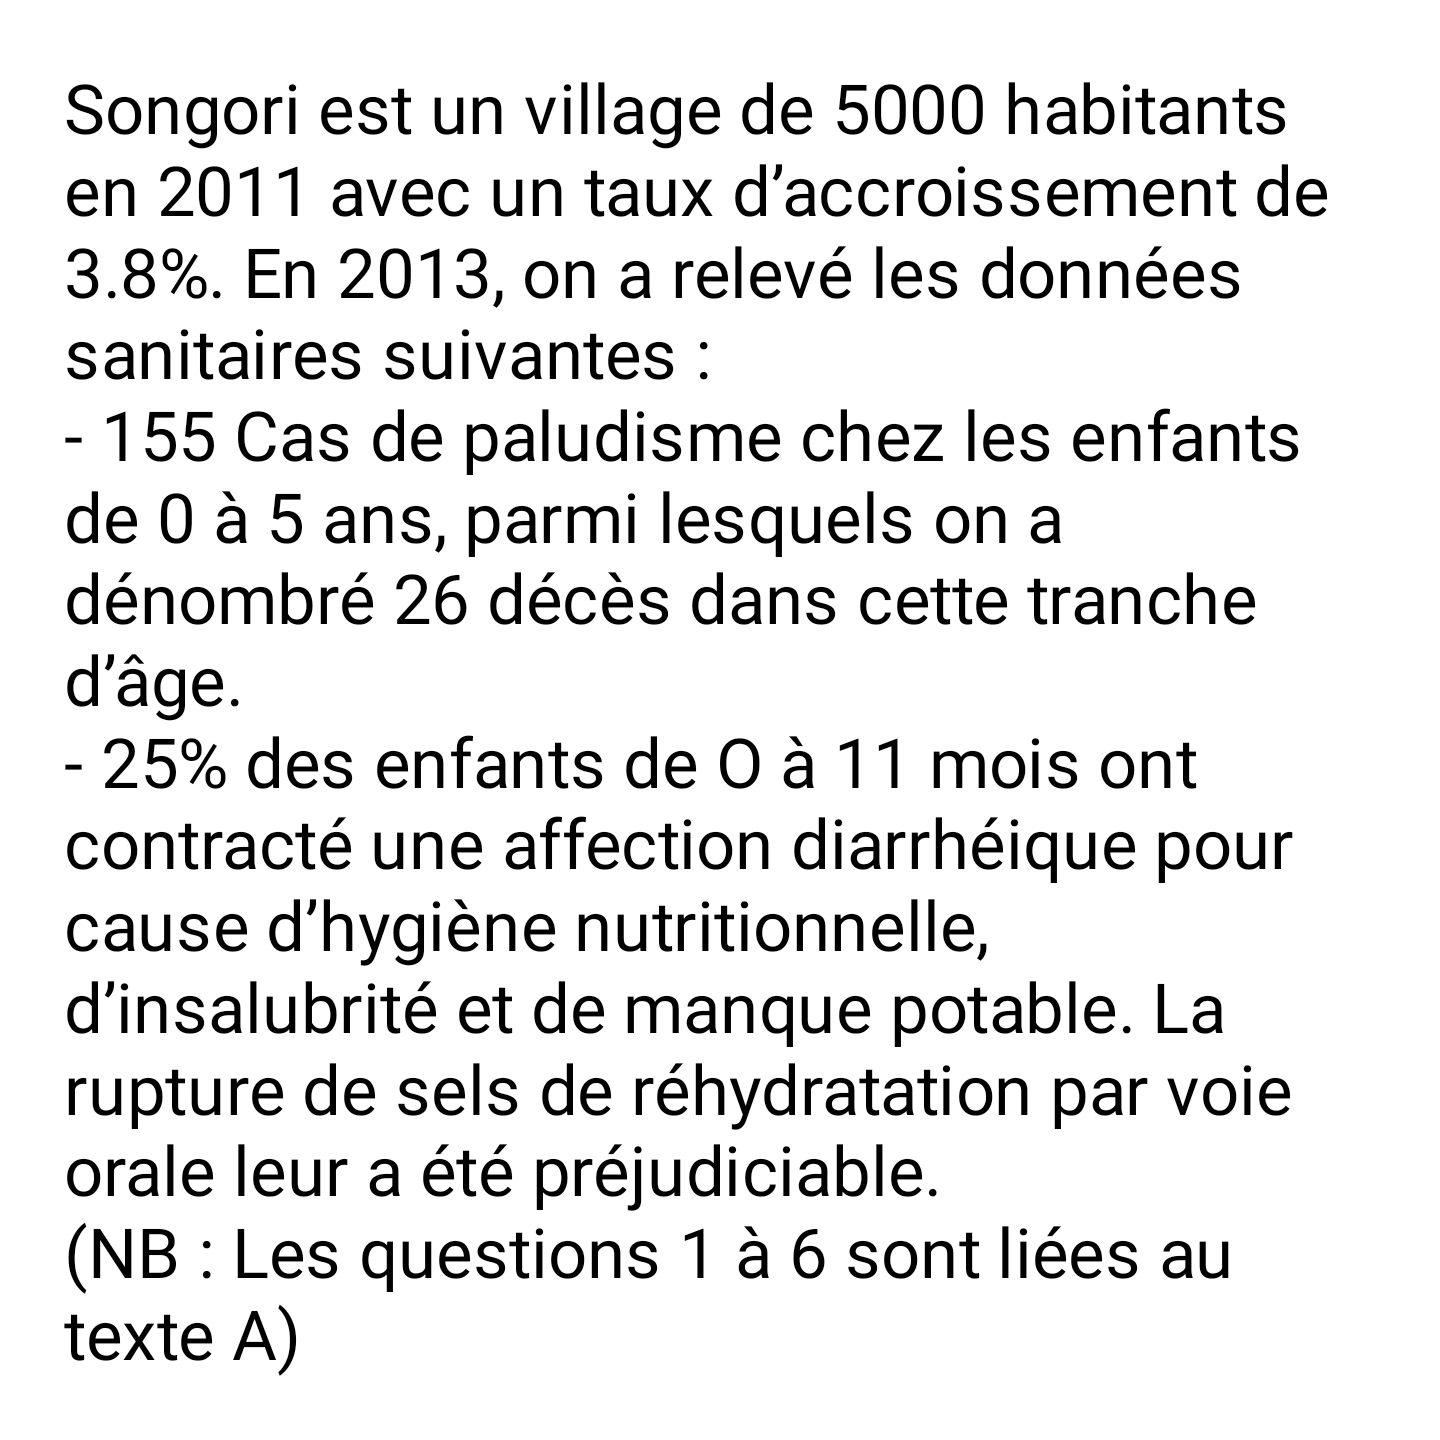 Songori est un village de 5000 habitants
en 2011 avec un taux d’accroissement de
3.8%. En 2013, on a relevé les données
sanitaires suivantes :
- 155 Cas de paludisme chez les enfants
de 0 à 5 ans, parmi lesquels on a
dénombré 26 décès dans cette tranche
d’âge.
- 25% des enfants de O à 11 mois ont
contracté une affection diarrhéique pour
cause d’hygiène nutritionnelle,
d’insalubrité et de manque potable. La
rupture de sels de réhydratation par voie
orale leur a été préjudiciable.
(NB : Les questions 1 à 6 sont liées au
texte A)